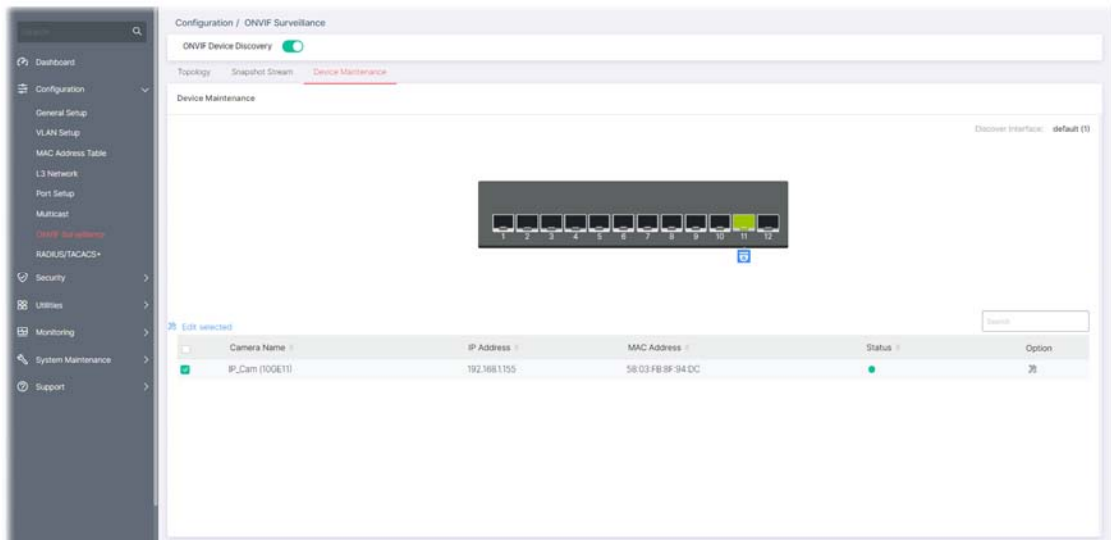 Search
Dashboard
Configuration
General Setup
VLAN Setup
MAC Address Table
L3 Network
Port Setup
Multicast
ONVIF Surveillance
RADIUS/TACACS+
Security
Utilities
Monitoring
System Maintenance
Support
Configuration / ONVIF Surveillance
ONVIF Device Discovery
Topology Snapshot Stream Device Maintenance
Device Maintenance
Discover Interface: default (1)
1 2 3 4 5 6 7 8 9 10 11 12
Edit selected
Search
Camera Name IP Address MAC Address Status Option
IP_Cam (10GE11) 192.168.1.155 58:03:FB:8F:94:DC